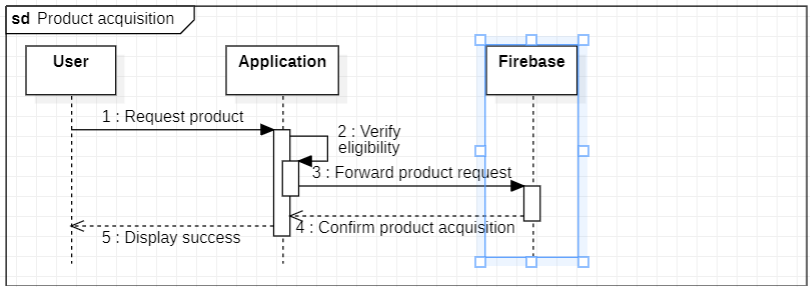 sd Product acquisition
User
Application
Firebase
1 : Request product
2 : Verify
eligibility
3 : Forward product request
4 : Confirm product acquisition
5 : Display success